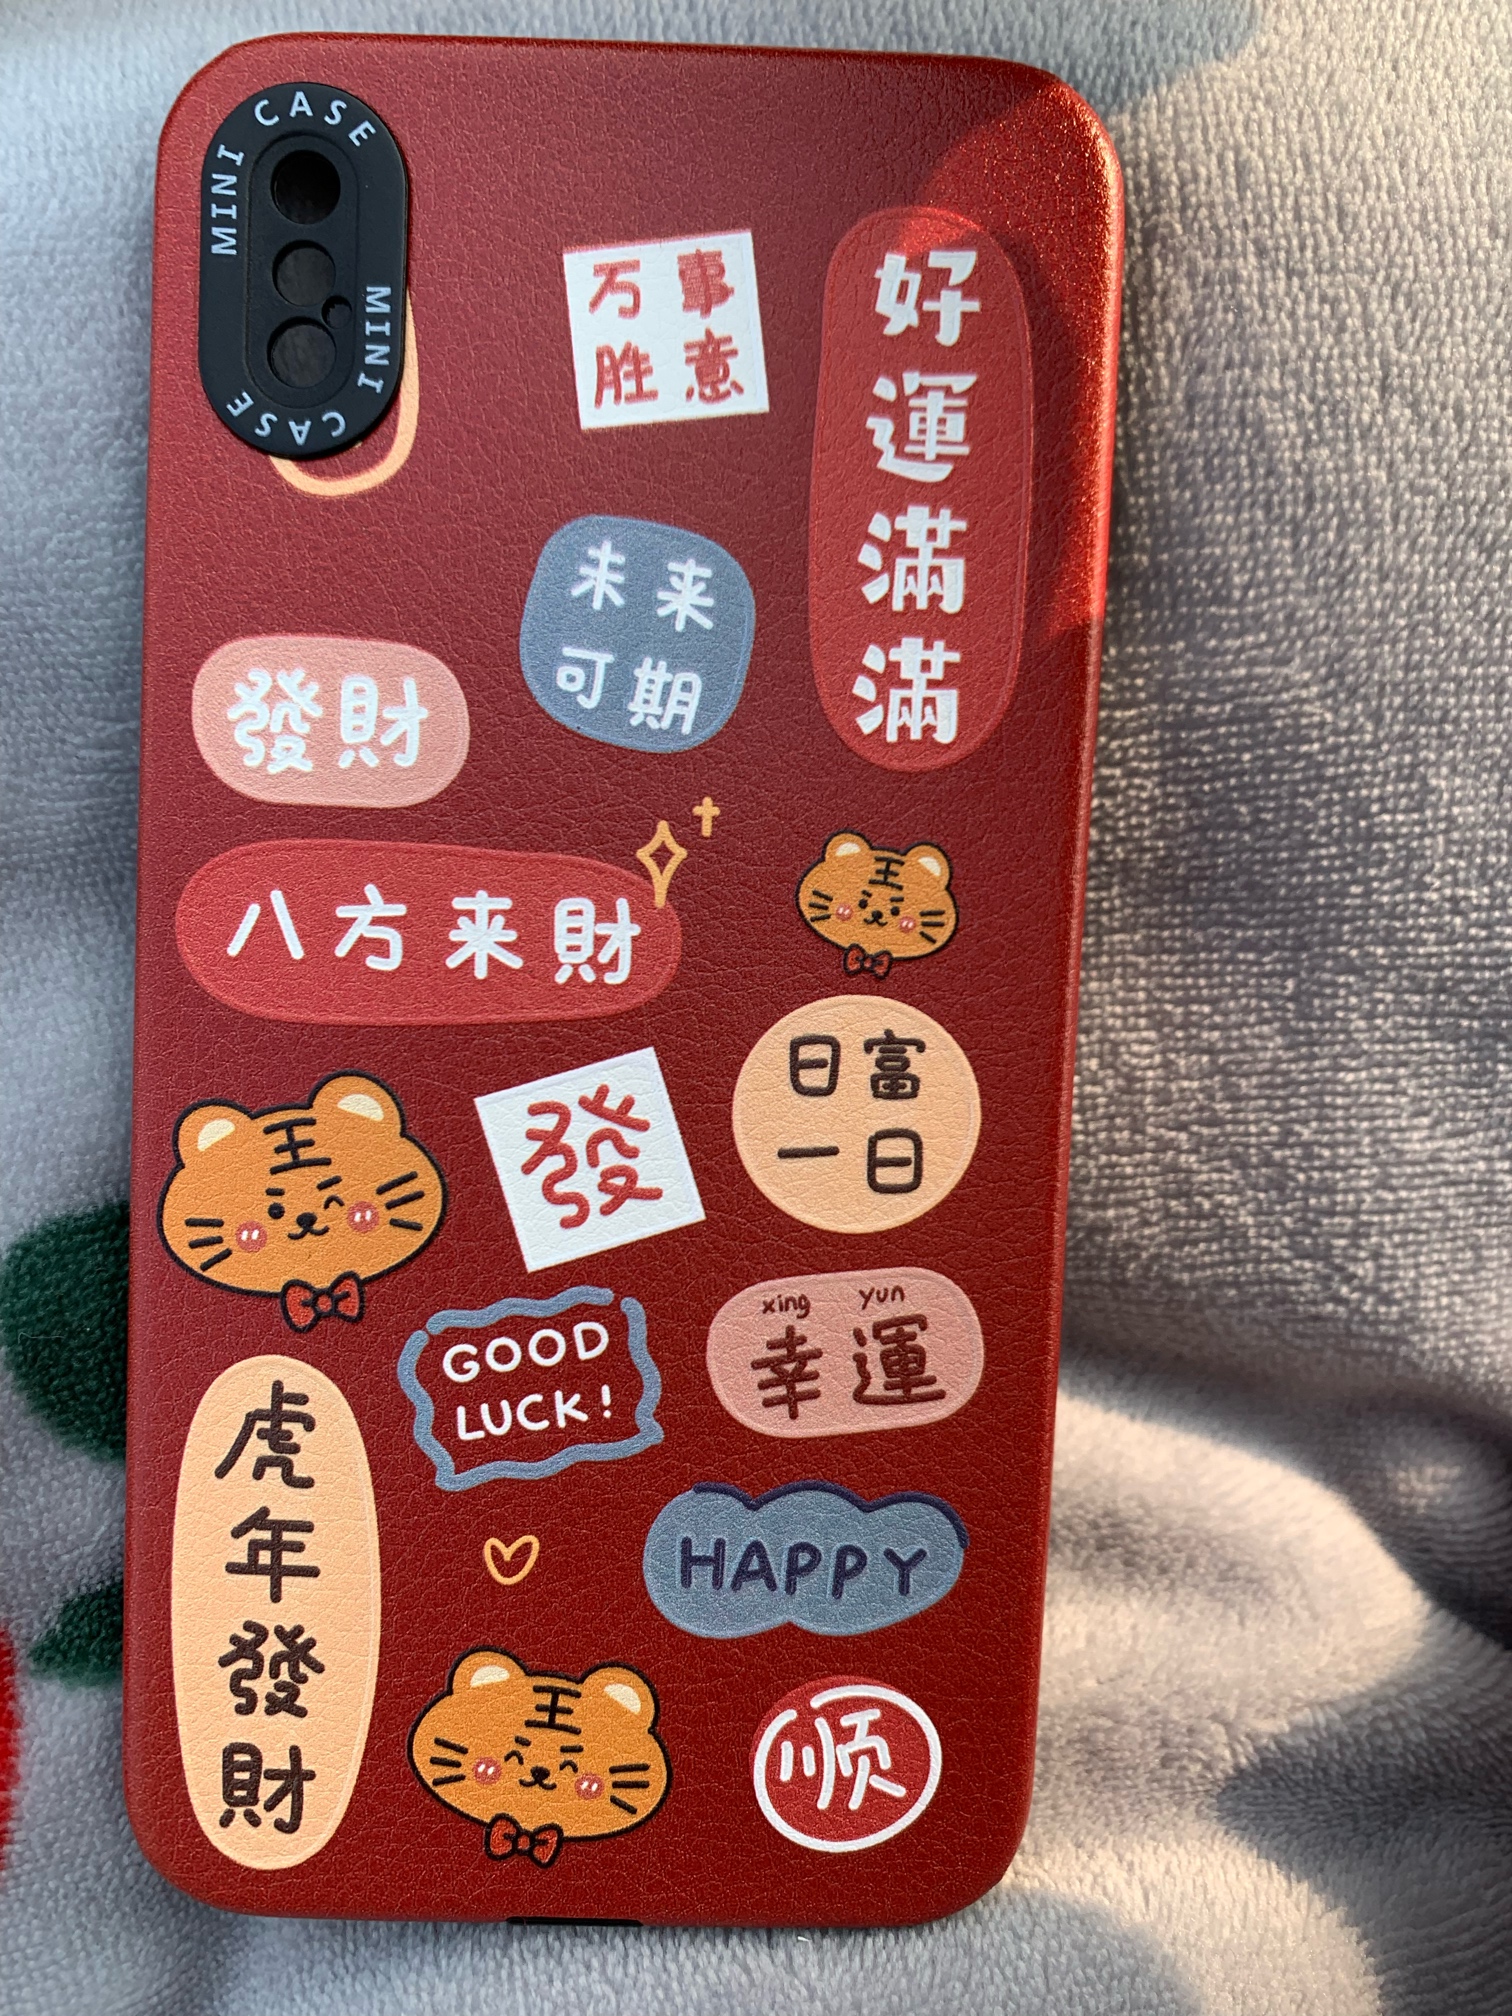 MINI CASE
MINI CASE
万事
胜意
好運滿滿
未来
可期
發財
八方来財
王
日富
一日
王
發
xing yun
幸運
GOOD
LUCK!
虎年發財
HAPPY
王
顺